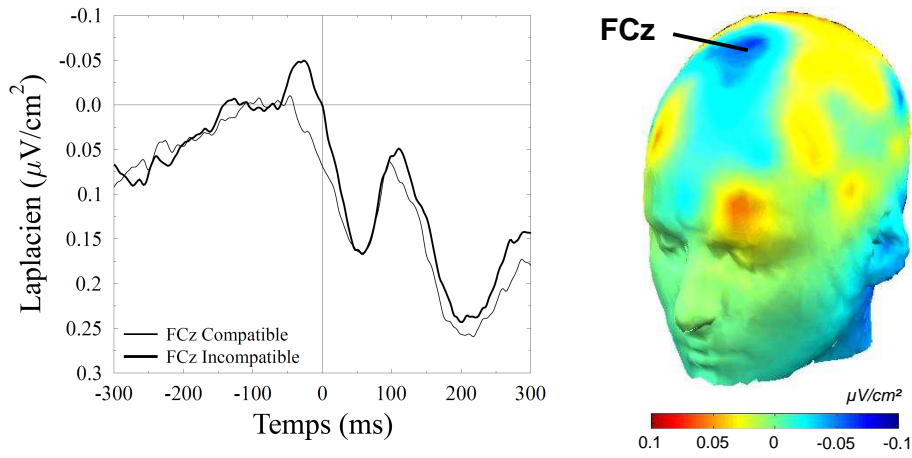 -0.1
-0.05
0.0
0.05
0.1
0.15
0.2
0.25
0.3
Laplacien (µV/cm²)
FCz Compatible
FCz Incompatible
-300 -200 -100 0 100 200 300
Temps (ms)
FCz
µV/cm²
0.1 0.05 0 -0.05 -0.1